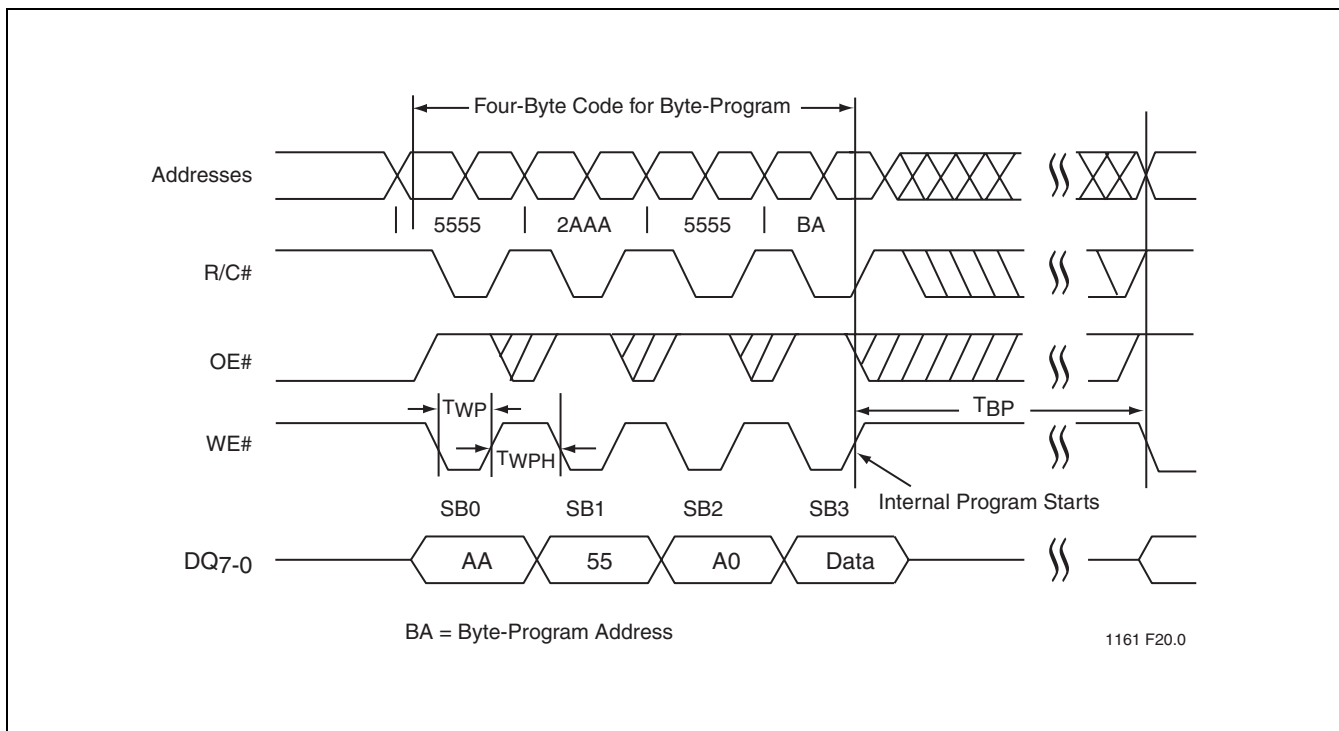 Four-Byte Code for Byte-Program
Addresses
5555 2AAA 5555 BA
R/C#
OE#
TWP
TBP
WE#
TWPH
Internal Program Starts
SB0 SB1 SB2 SB3
DQ7-0
AA 55 A0 Data
BA = Byte-Program Address
1161 F20.0